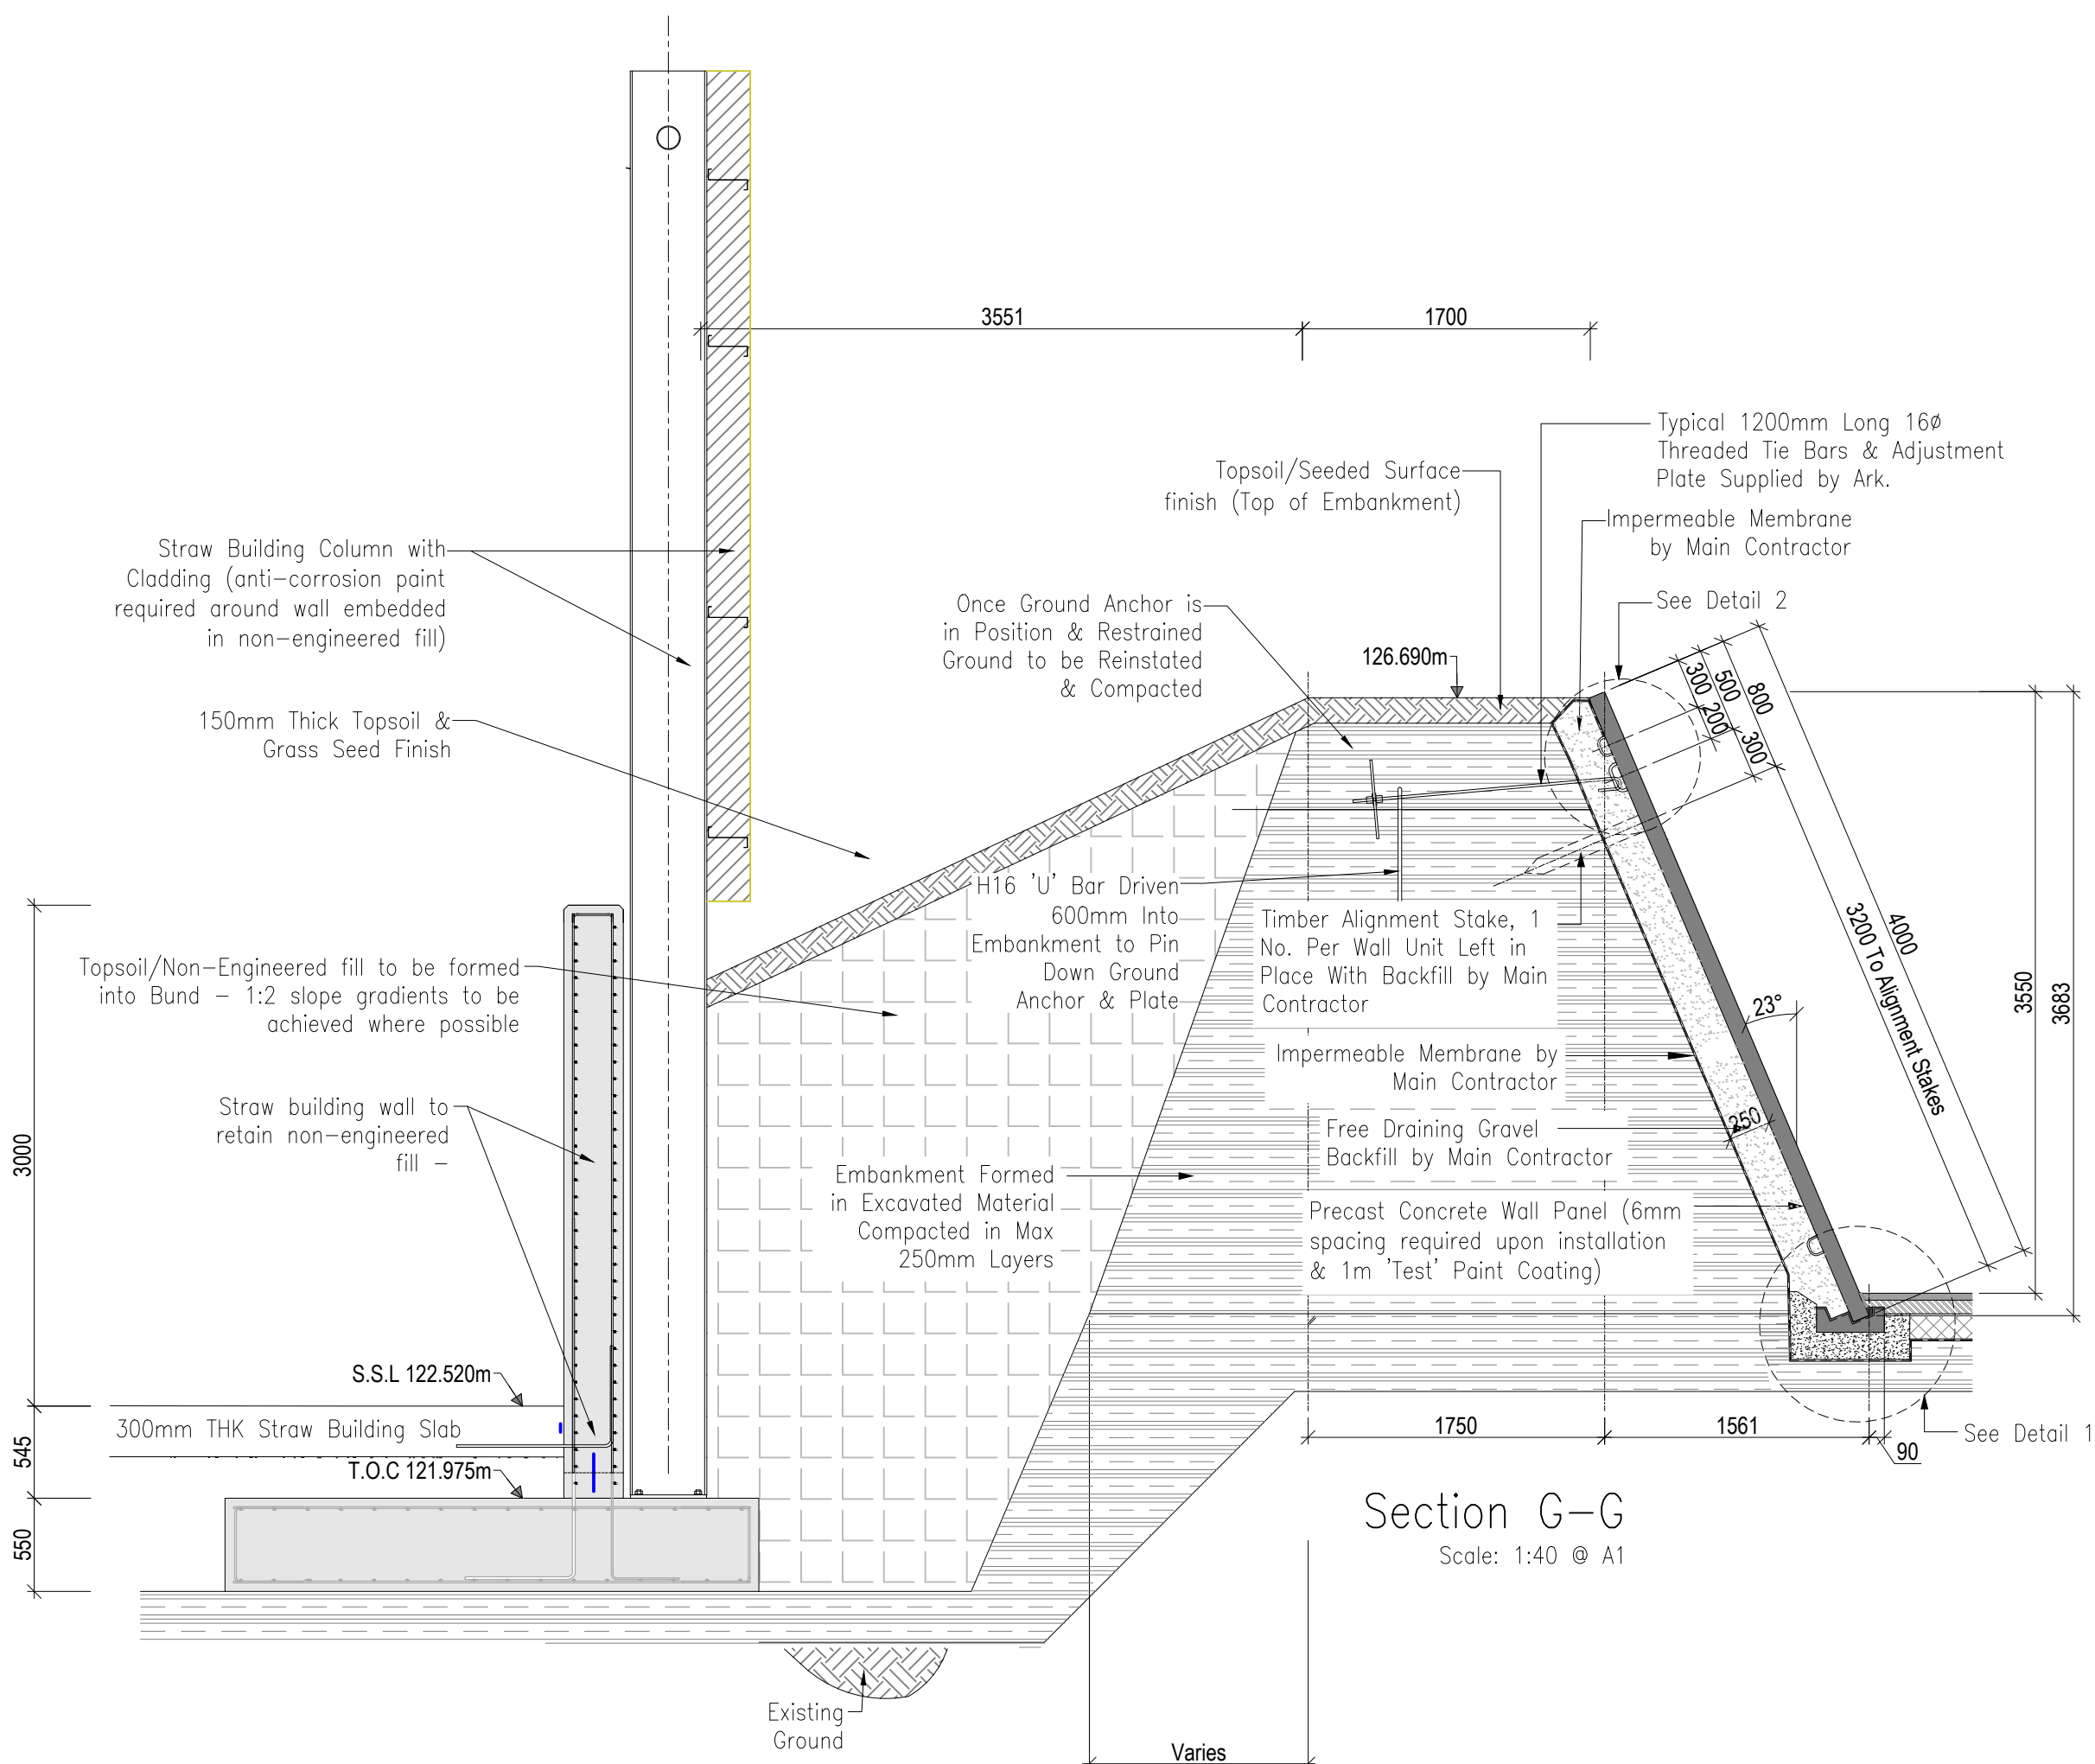 3551
1700
Typical 1200mm Long 16ø
Threaded Tie Bars & Adjustment
Plate Supplied by Ark.
Topsoil/Seeded Surface
finish (Top of Embankment)
Impermeable Membrane
by Main Contractor
See Detail 2
Straw Building Column with
Cladding (anti-corrosion paint
required around wall embedded
in non-engineered fill)
Once Ground Anchor is
in Position & Restrained
Ground to be Reinstated
& Compacted
126.690m
300
500
800
200
300
150mm Thick Topsoil &
Grass Seed Finish
H16 'U' Bar Driven
600mm Into
Embankment to Pin
Down Ground
Anchor & Plate
Timber Alignment Stake, 1
No. Per Wall Unit Left in
Place With Backfill by Main
Contractor
4000
3200 To Alignment Stakes
3550
3683
23°
Topsoil/Non-Engineered fill to be formed
into Bund - 1:2 slope gradients to be
achieved where possible
Impermeable Membrane by
Main Contractor
250
Straw building wall to
retain non-engineered
fill -
Free Draining Gravel
Backfill by Main Contractor
3000
Embankment Formed
in Excavated Material
Compacted in Max
250mm Layers
Precast Concrete Wall Panel (6mm
spacing required upon installation
& 1m 'Test' Paint Coating)
S.S.L 122.520m
300mm THK Straw Building Slab
545
T.O.C 121.975m
550
1750
1561
90
See Detail 1
Section G-G
Scale: 1:40 @ A1
Existing
Ground
Varies